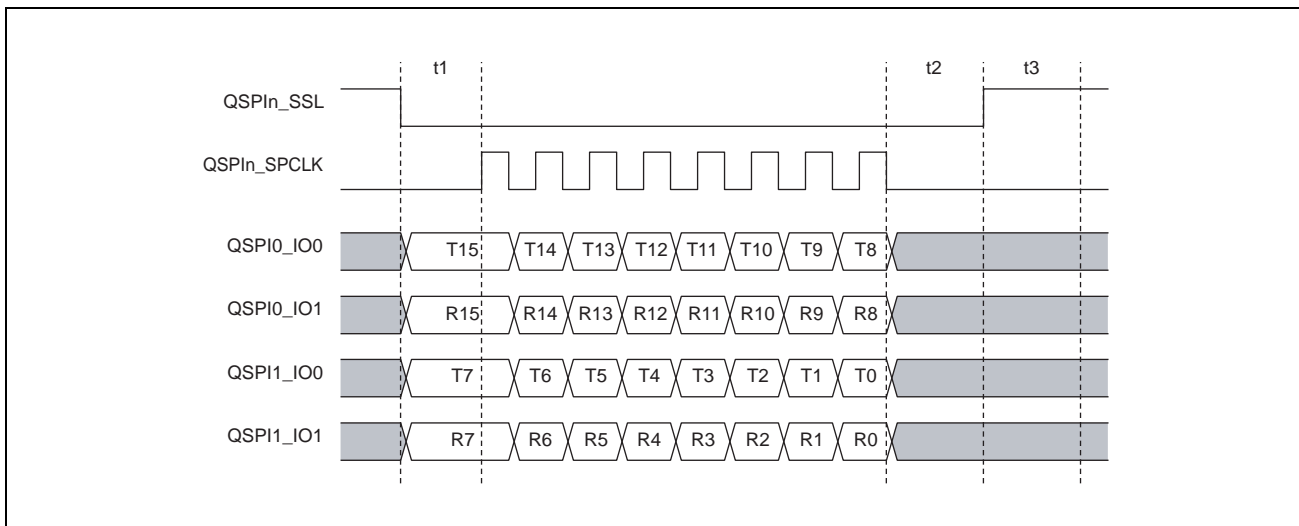 t1 t2 t3
QSPIn_SSL
QSPIn_SPCLK
QSPI0_IO0 T15 T14 T13 T12 T11 T10 T9 T8
QSPI0_IO1 R15 R14 R13 R12 R11 R10 R9 R8
QSPI1_IO0 T7 T6 T5 T4 T3 T2 T1 T0
QSPI1_IO1 R7 R6 R5 R4 R3 R2 R1 R0